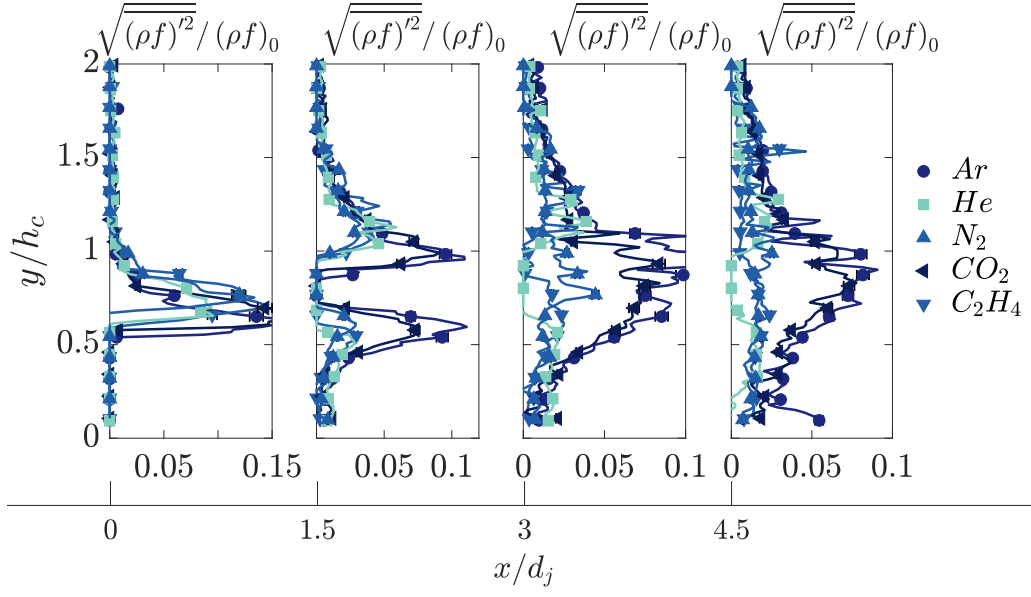 √(ρf)′²/(ρf)₀ √(ρf)′²/(ρf)₀ √(ρf)′²/(ρf)₀ √(ρf)′²/(ρf)₀
2
1.5
1
0.5
0
y/h_c
0.05 0.15 0.05 0.1 0 0.05 0.1 0 0.05 0.1
0 1.5 3 4.5
x/d_j
Ar
He
N₂
CO₂
C₂H₄